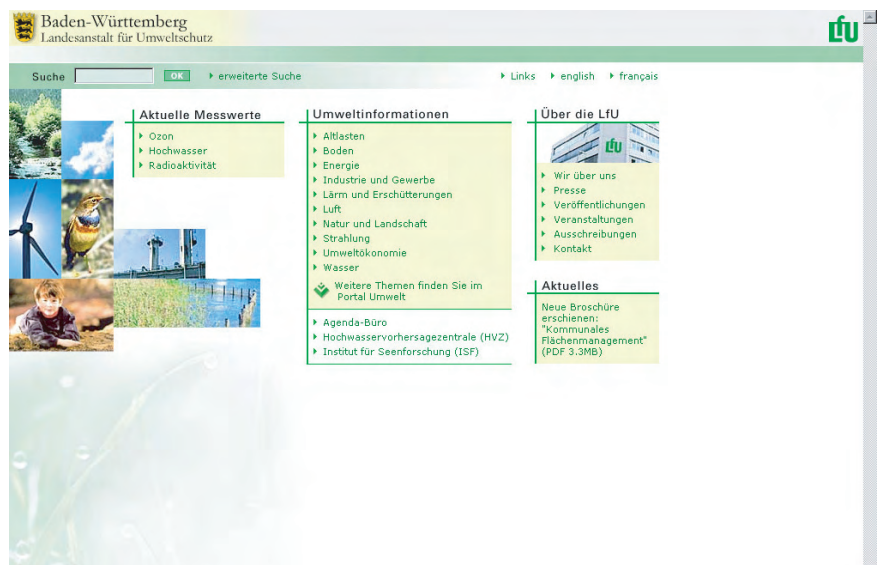 Baden-Württemberg
Landesanstalt für Umweltschutz
LfU
Suche
OK
erweiterte Suche
Links
english
français
Aktuelle Messwerte
Ozon
Hochwasser
Radioaktivität
Umweltinformationen
Altlasten
Boden
Energie
Industrie und Gewerbe
Lärm und Erschütterungen
Luft
Natur und Landschaft
Strahlung
Umweltökonomie
Wasser
Weitere Themen finden Sie im
Portal Umwelt
Agenda-Büro
Hochwasservorhersagezentrale (HVZ)
Institut für Seenforschung (ISF)
Über die LfU
LfU
Wir über uns
Presse
Veröffentlichungen
Veranstaltungen
Ausschreibungen
Kontakt
Aktuelles
Neue Broschüre
erschienen:
"Kommunales
Flächenmanagement"
(PDF 3.3MB)